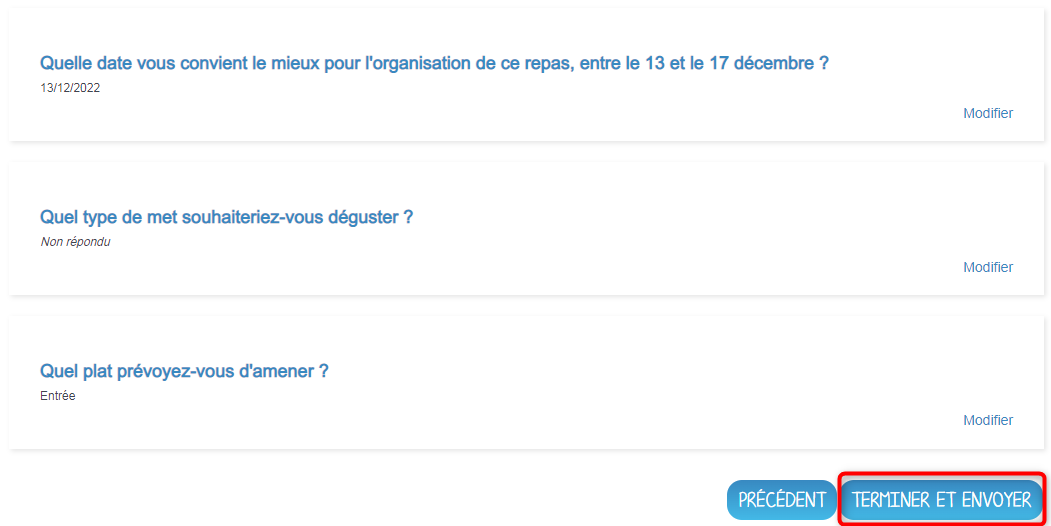 Quelle date vous convient le mieux pour l'organisation de ce repas, entre le 13 et le 17 décembre ?
13/12/2022
Modifier
Quel type de met souhaiteriez-vous déguster ?
Non répondu
Modifier
Quel plat prévoyez-vous d'amener ?
Entrée
Modifier
PRÉCÉDENT TERMINER ET ENVOYER